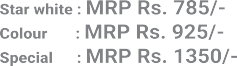 Star white : MRP Rs. 785/-
Colour : MRP Rs. 925/-
Special : MRP Rs. 1350/-